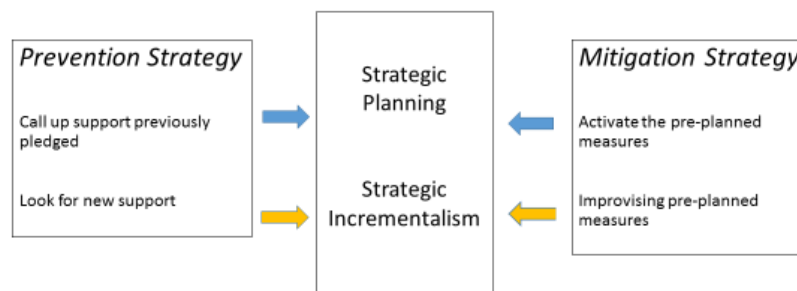 Prevention Strategy
Call up support previously
pledged
Look for new support
Strategic
Planning
Strategic
Incrementalism
Mitigation Strategy
Activate the pre-planned
measures
Improvising pre-planned
measures